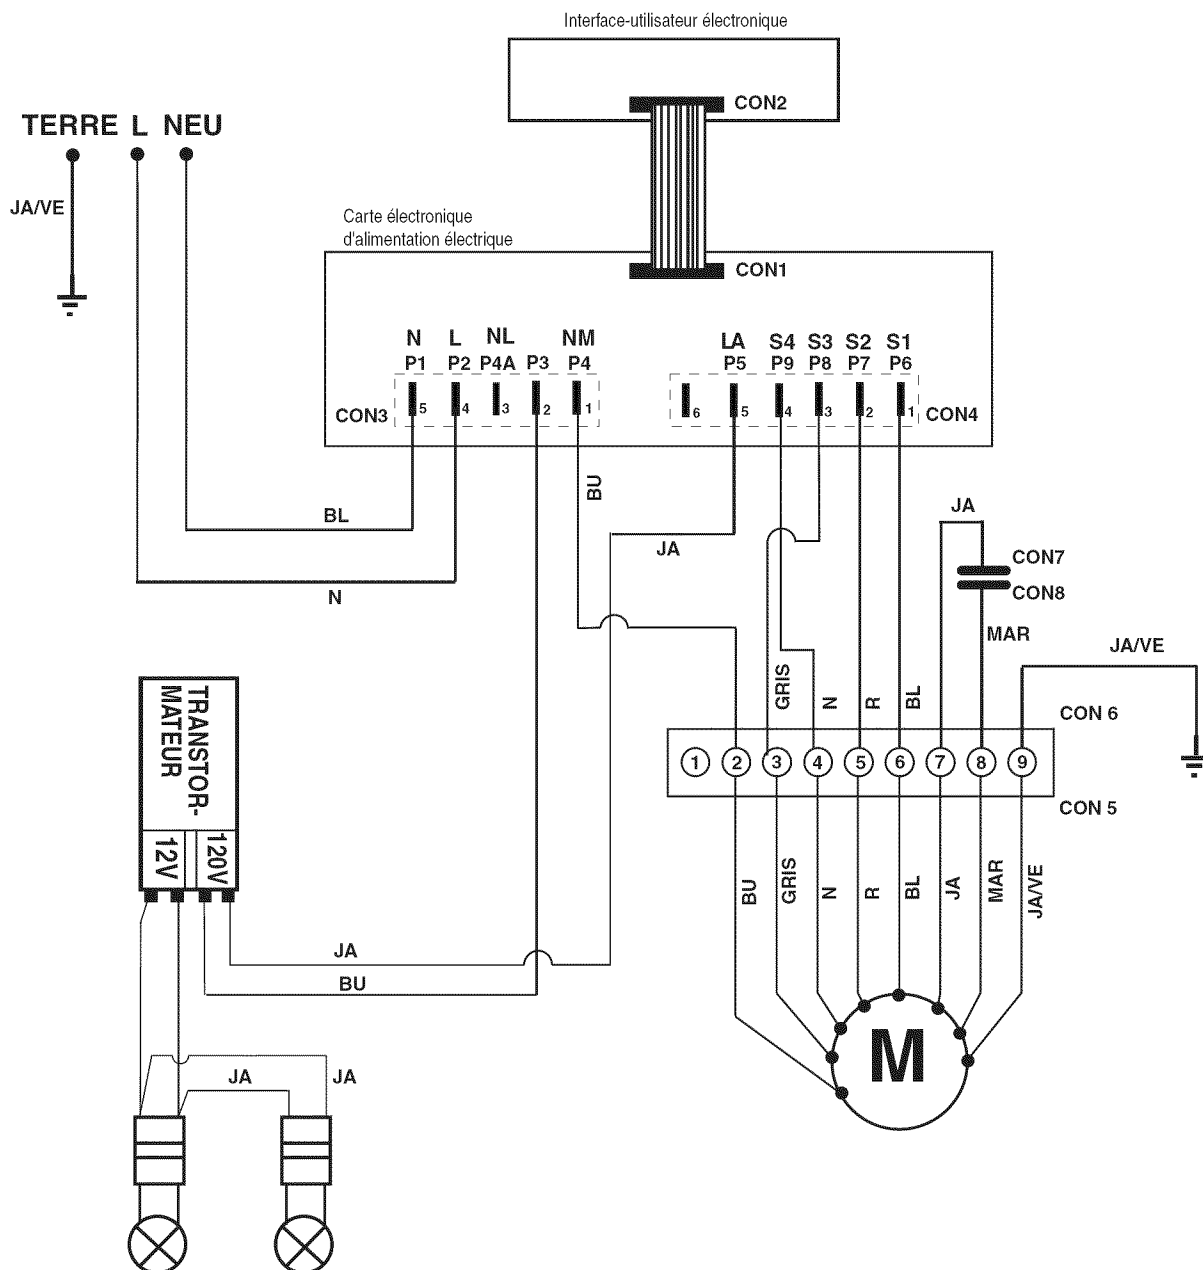 Interface-utilisateur électronique
CON2
TERRE L NEU
JA/VE
Carte électronique
d'alimentation électrique
CON1
N L NL NM LA S4 S3 S2 S1
P1 P2 P4A P3 P4 P5 P9 P8 P7 P6
CON3 5 4 3 2 1 6 5 4 3 2 1 CON4
BU
JA
BL
JA
CON7
CON8
N
MAR
JA/VE
GRIS N R BL
CON 6
1 2 3 4 5 6 7 8 9
CON 5
TRANSTOR-
MATEUR
12V 120V
BU GRIS N R BL JA MAR JA/VE
JA
BU
M
JA JA